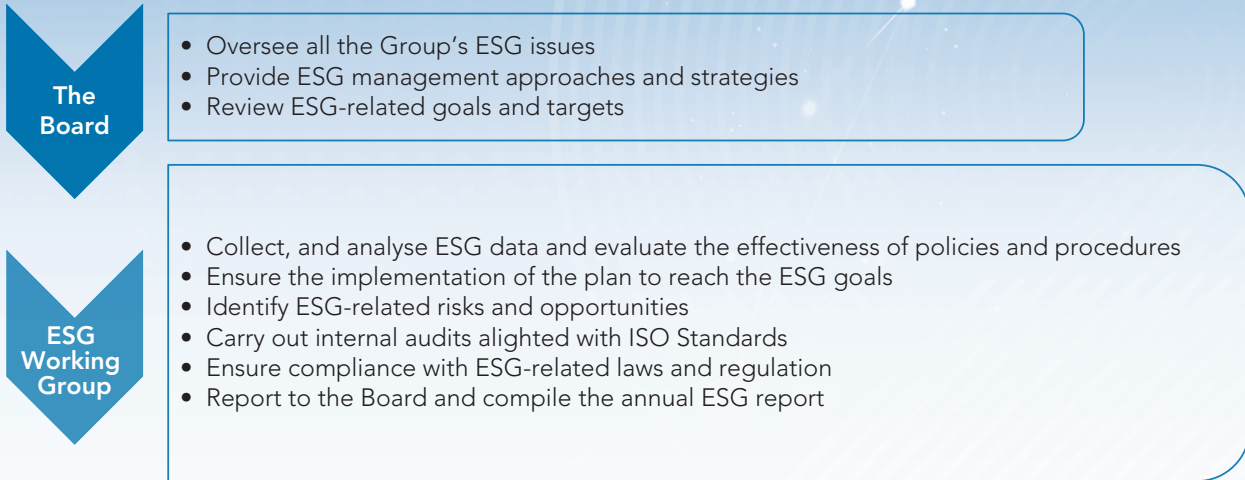 The
Board
• Oversee all the Group’s ESG issues
• Provide ESG management approaches and strategies
• Review ESG-related goals and targets
ESG
Working
Group
• Collect, and analyse ESG data and evaluate the effectiveness of policies and procedures
• Ensure the implementation of the plan to reach the ESG goals
• Identify ESG-related risks and opportunities
• Carry out internal audits alighted with ISO Standards
• Ensure compliance with ESG-related laws and regulation
• Report to the Board and compile the annual ESG report